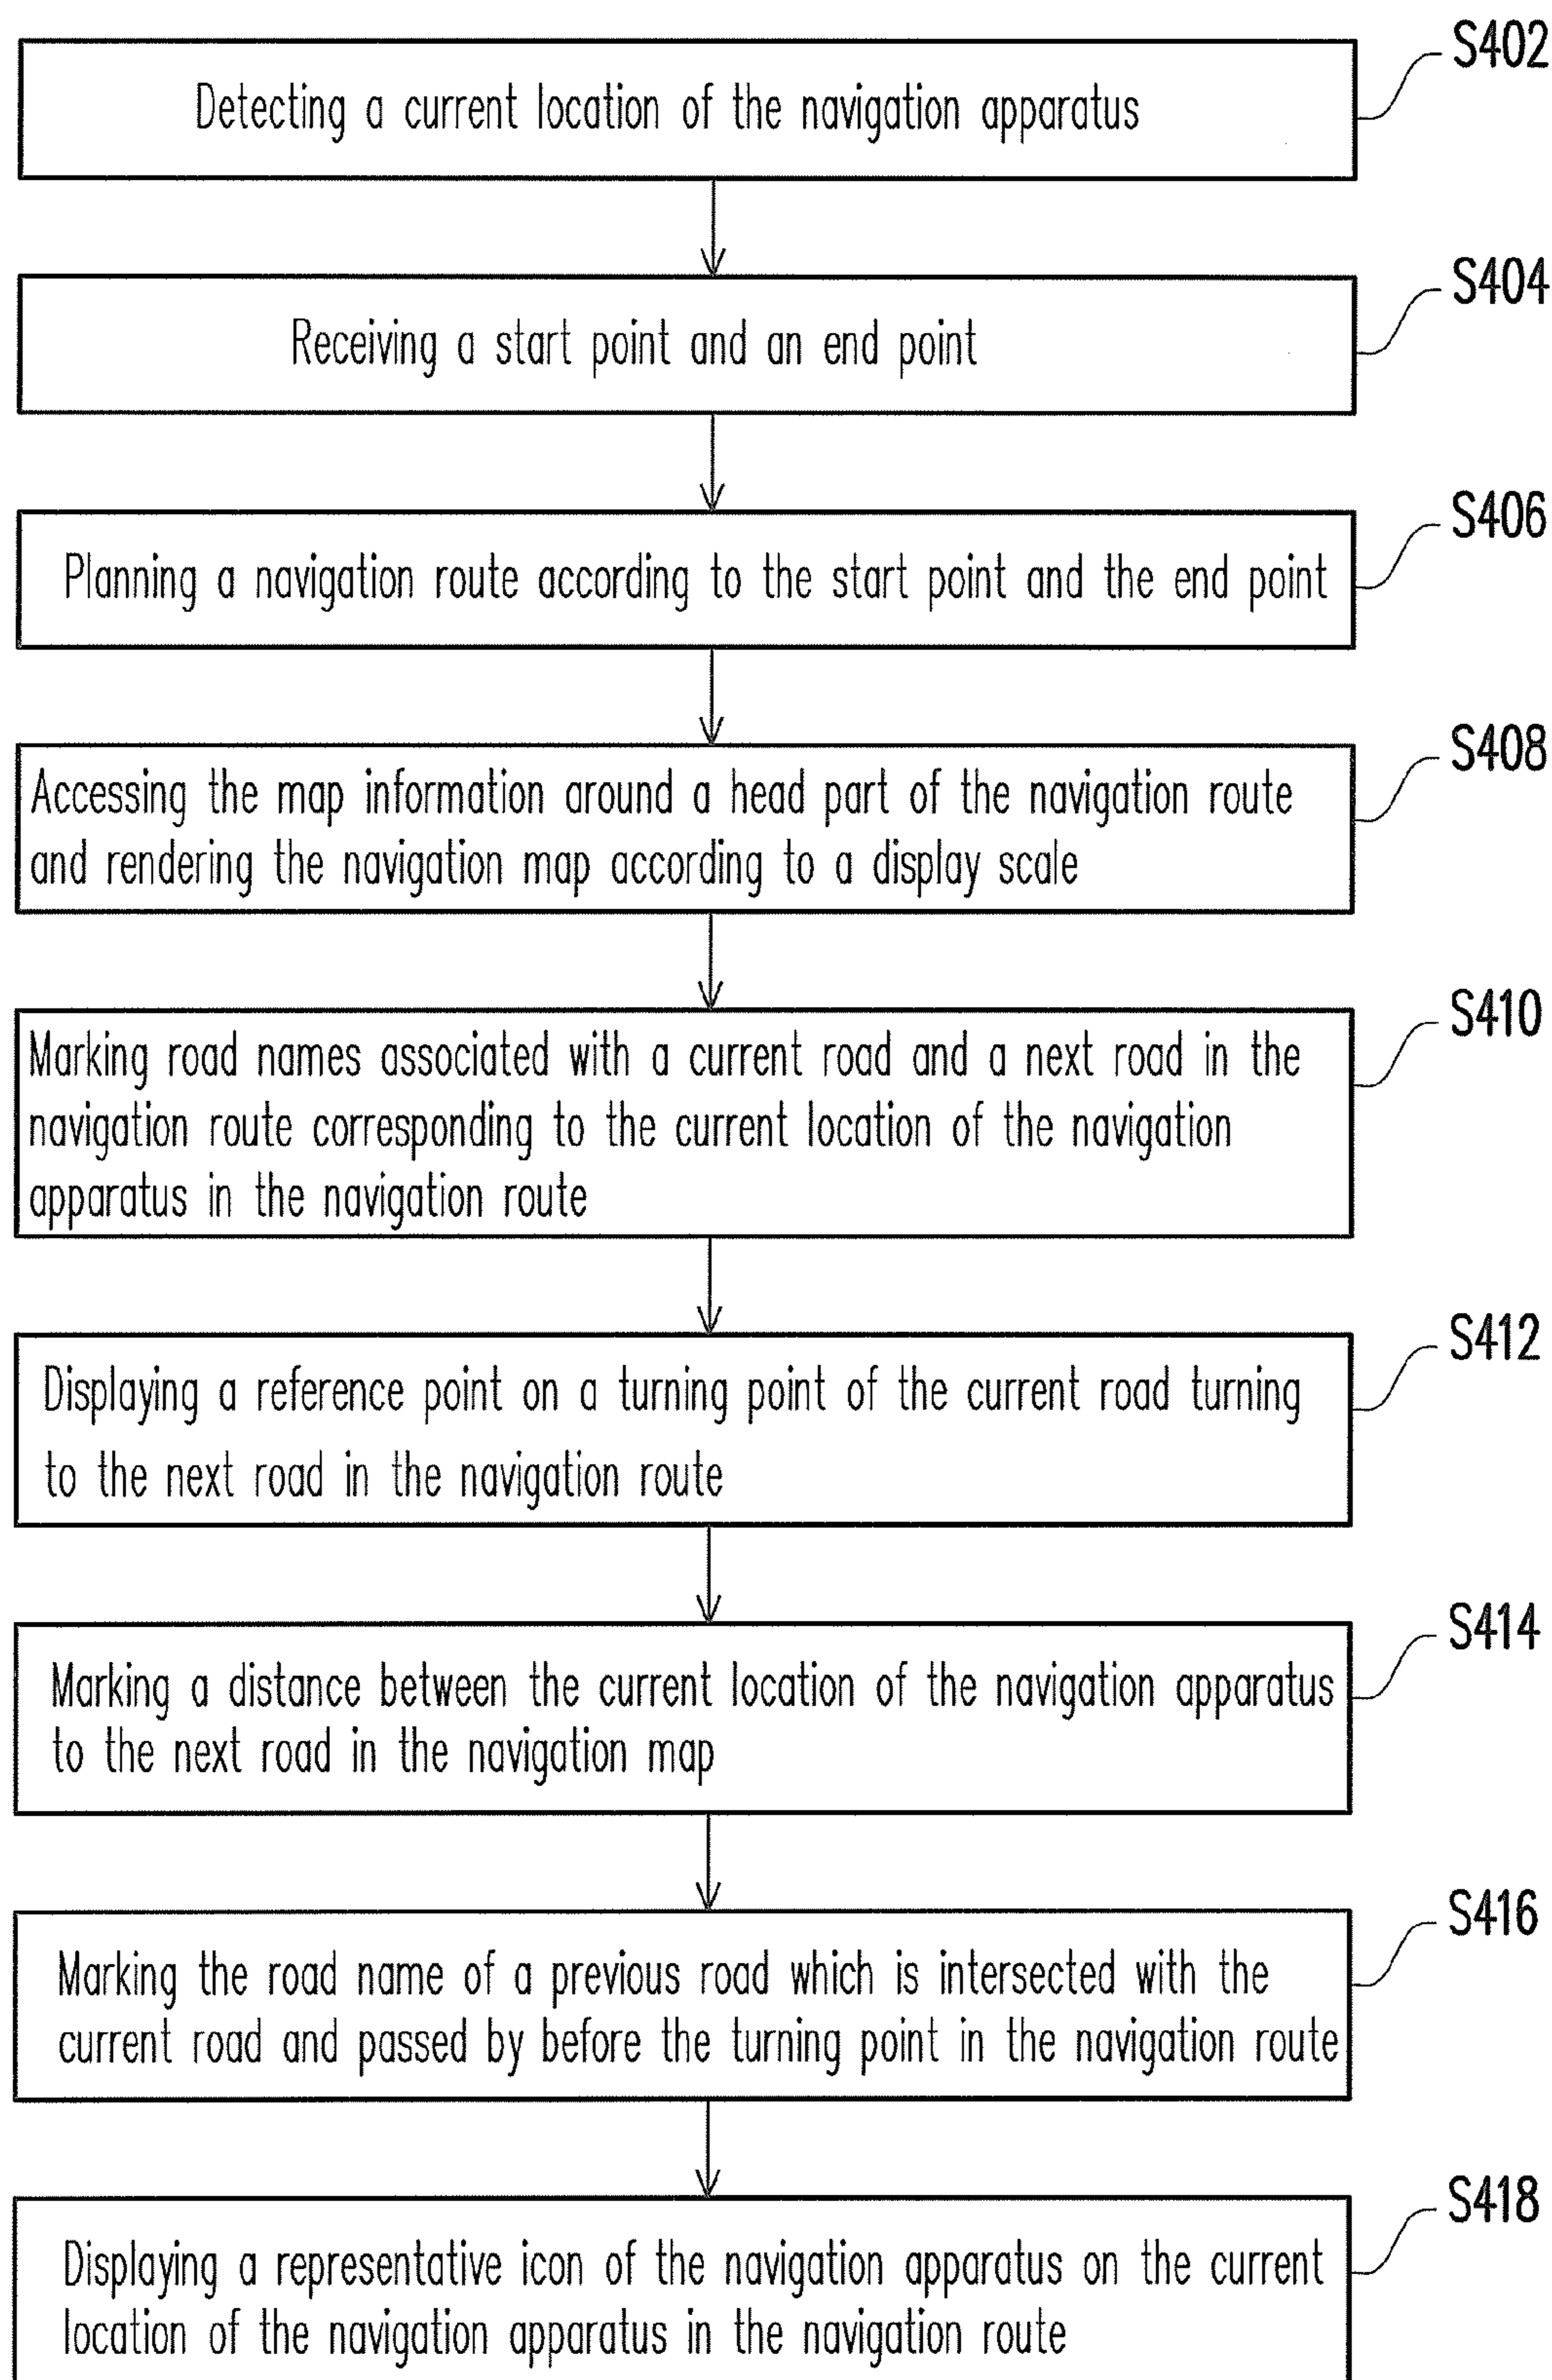 S402
Detecting a current location of the navigation apparatus
S404
Receiving a start point and an end point
S406
Planning a navigation route according to the start point and the end point
S408
Accessing the map information around a head part of the navigation route
and rendering the navigation map according to a display scale
S410
Marking road names associated with a current road and a next road in the
navigation route corresponding to the current location of the navigation
apparatus in the navigation route
S412
Displaying a reference point on a turning point of the current road turning
to the next road in the navigation route
S414
Marking a distance between the current location of the navigation apparatus
to the next road in the navigation map
S416
Marking the road name of a previous road which is intersected with the
current road and passed by before the turning point in the navigation route
S418
Displaying a representative icon of the navigation apparatus on the current
location of the navigation apparatus in the navigation route